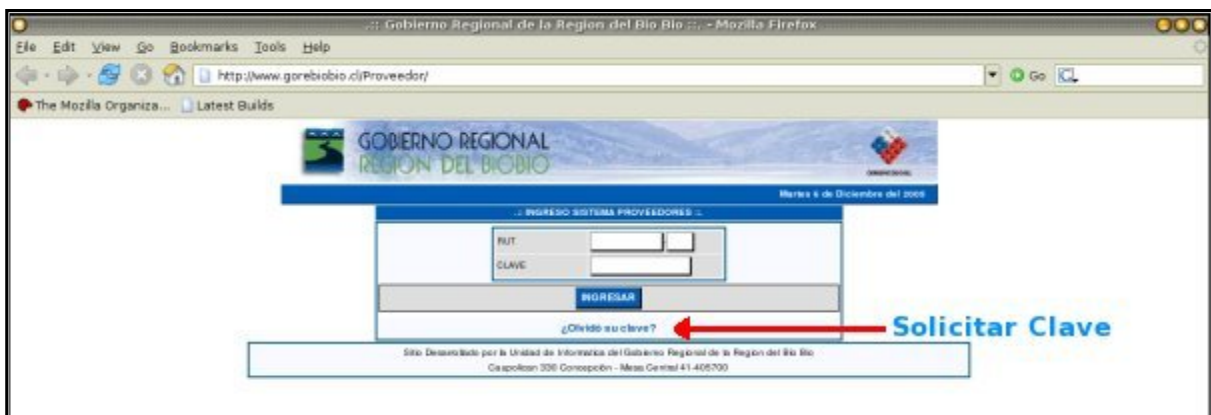 .:: Gobierno Regional de la Region del Bio Bio ::. - Mozilla Firefox
File Edit View Go Bookmarks Tools Help
http://www.gorebiobio.cl/Proveedor/ Go
The Mozilla Organiza... Latest Builds
GOBIERNO REGIONAL
REGION DEL BIOBIO
Martes 6 de Diciembre del 2005
.: INGRESO SISTEMA PROVEEDORES :.
RUT
CLAVE
INGRESAR
¿Olvidó su clave? Solicitar Clave
Sitio Desarrollado por la Unidad de Informatica del Gobierno Regional de la Region del Bio Bio
Caupolican 330 Concepción - Mesa Central 41-405700